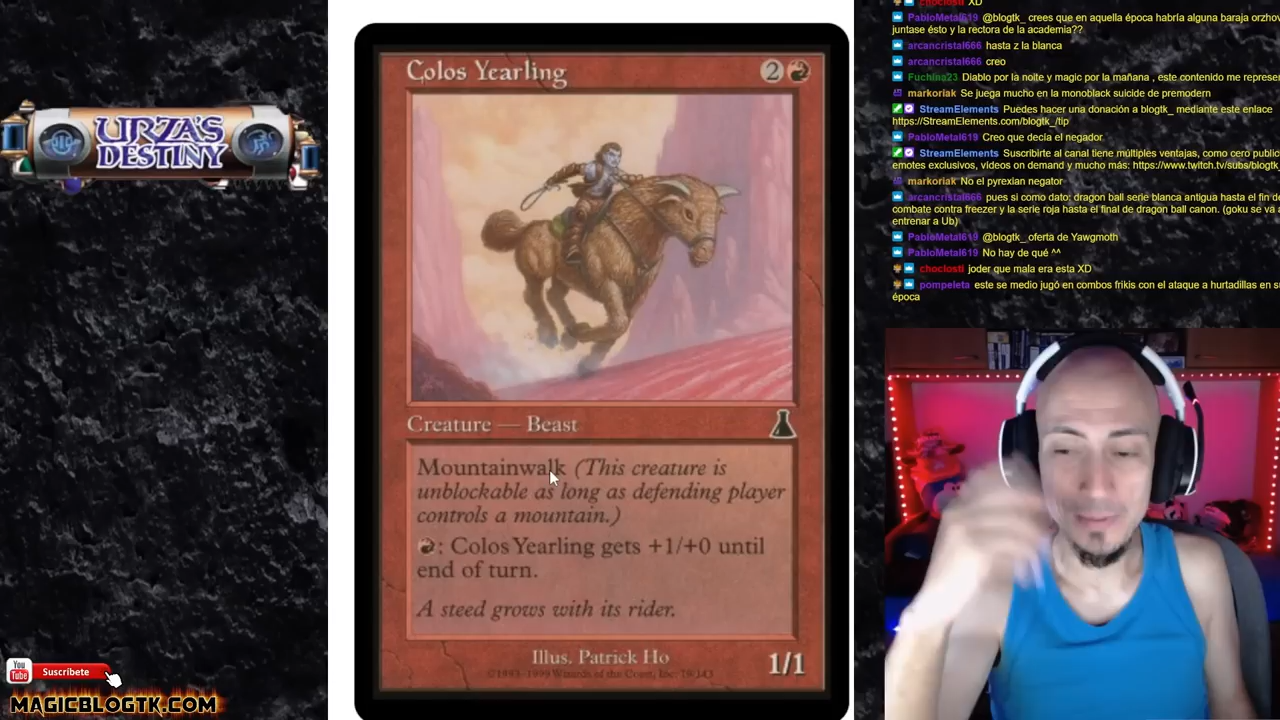 URZA'S
DESTINY
You
Tube
Suscribete
MAGICBLOGTK.COM
Colos Yearling
2
Creature — Beast
Mountainwalk (This creature is
unblockable as long as defending player
controls a mountain.)
: Colos Yearling gets +1/+0 until
end of turn.
A steed grows with its rider.
Illus. Patrick Ho
1/1
choclosti XD
PabloMetal619 @blogtk_ crees que en aquella época habría alguna baraja orzhov
juntase ésto y la rectora de la academia??
arcancristal666 hasta z la blanca
arcancristal666 creo
Fuchina23 Diablo por la noche y magic por la mañana , este contenido me represen
markoriak Se juega mucho en la monoblack suicide de premodern
StreamElements Puedes hacer una donación a blogtk_ mediante este enlace
https://StreamElements.com/blogtk_/tip
PabloMetal619 Creo que decía el negador
StreamElements Suscribirte al canal tiene múltiples ventajas, como cero public
emotes exclusivos, vídeos on demand y mucho más: https://www.twitch.tv/subs/blogtk_
markoriak No el pyrexian negator
arcancristal666 pues si como dato: dragon ball serie blanca antigua hasta el fin de
combate contra freezer y la serie roja hasta el final de dragon ball canon. (goku se va a
entrenar a Ub)
PabloMetal619 @blogtk_ oferta de Yawgmoth
PabloMetal619 No hay de qué ^^
choclosti joder que mala era esta XD
pompeleta este se medio jugó en combos frikis con el ataque a hurtadillas en su
época